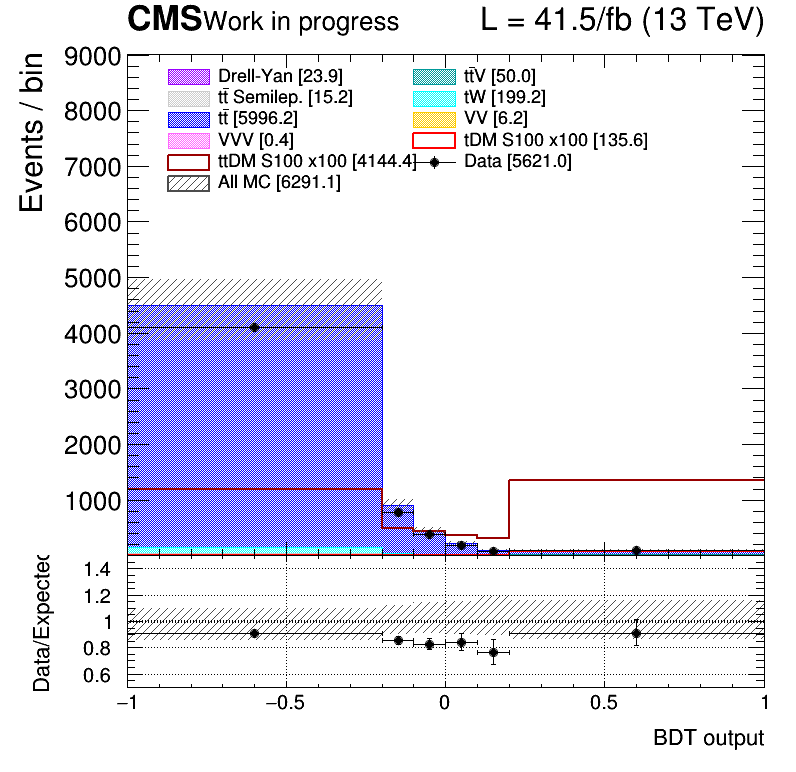 CMS Work in progress L = 41.5/fb (13 TeV)
Events / bin
9000
8000
7000
6000
5000
4000
3000
2000
1000
Drell-Yan [23.9] tt̄V [50.0]
tt̄ Semilep. [15.2] tW [199.2]
tt̄ [5996.2] VV [6.2]
VVV [0.4] tDM S100 x100 [135.6]
ttDM S100 x100 [4144.4] Data [5621.0]
All MC [6291.1]
Data/Expected
1.4
1.2
1
0.8
0.6
−1 −0.5 0 0.5 1
BDT output